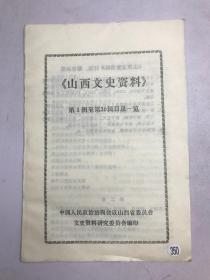 《山西文史资料》
第1辑至第30辑目录一览
中国人民政治协商会议山西省委员会
文史资料研究委员会编印
350